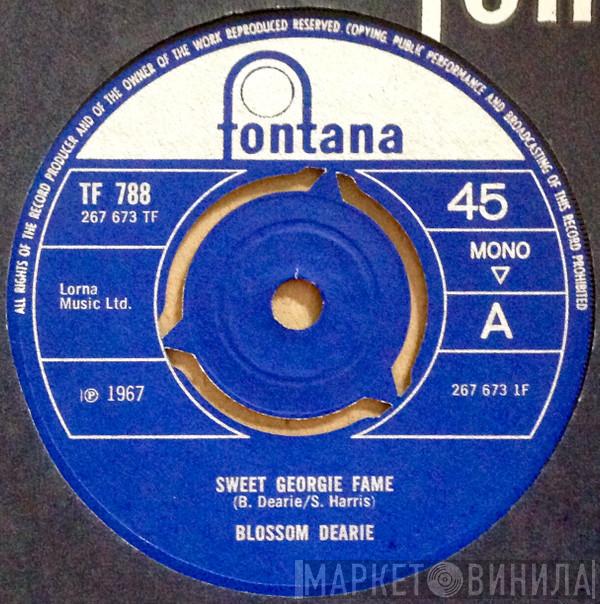 ALL RIGHTS OF THE RECORD PRODUCER AND OF THE OWNER OF THE WORK REPRODUCED RESERVED. COPYING, PUBLIC PERFORMANCE AND BROADCASTING OF THIS RECORD PROHIBITED
fontana
TF 788
267 673 TF
45
MONO
Lorna
Music Ltd.
A
℗ 1967
267 673 1F
SWEET GEORGIE FAME
(B. Dearie/S. Harris)
BLOSSOM DEARIE
МАРКЕТ ВИНИЛА